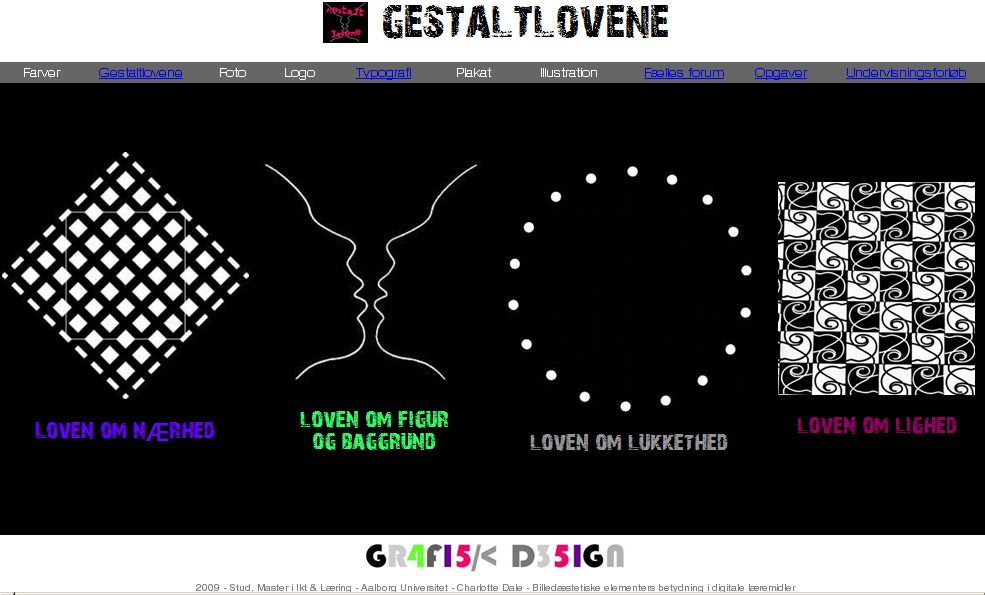 Gestalt
lovene
GESTALTLOVENE
Farver Gestaltlovene Foto Logo Typografi Plakat Illustration Fælles forum Opgaver Undervisningsforløb
LOVEN OM NÆRHED
LOVEN OM FIGUR
OG BAGGRUND
LOVEN OM LUKKETHED
LOVEN OM LIGHED
GR4FI5/< D35IGN
2009 - Stud. Master i Ikt & Læring - Aalborg Universitet - Charlotte Dale - Billedæstetiske elementers betydning i digitale læremidler